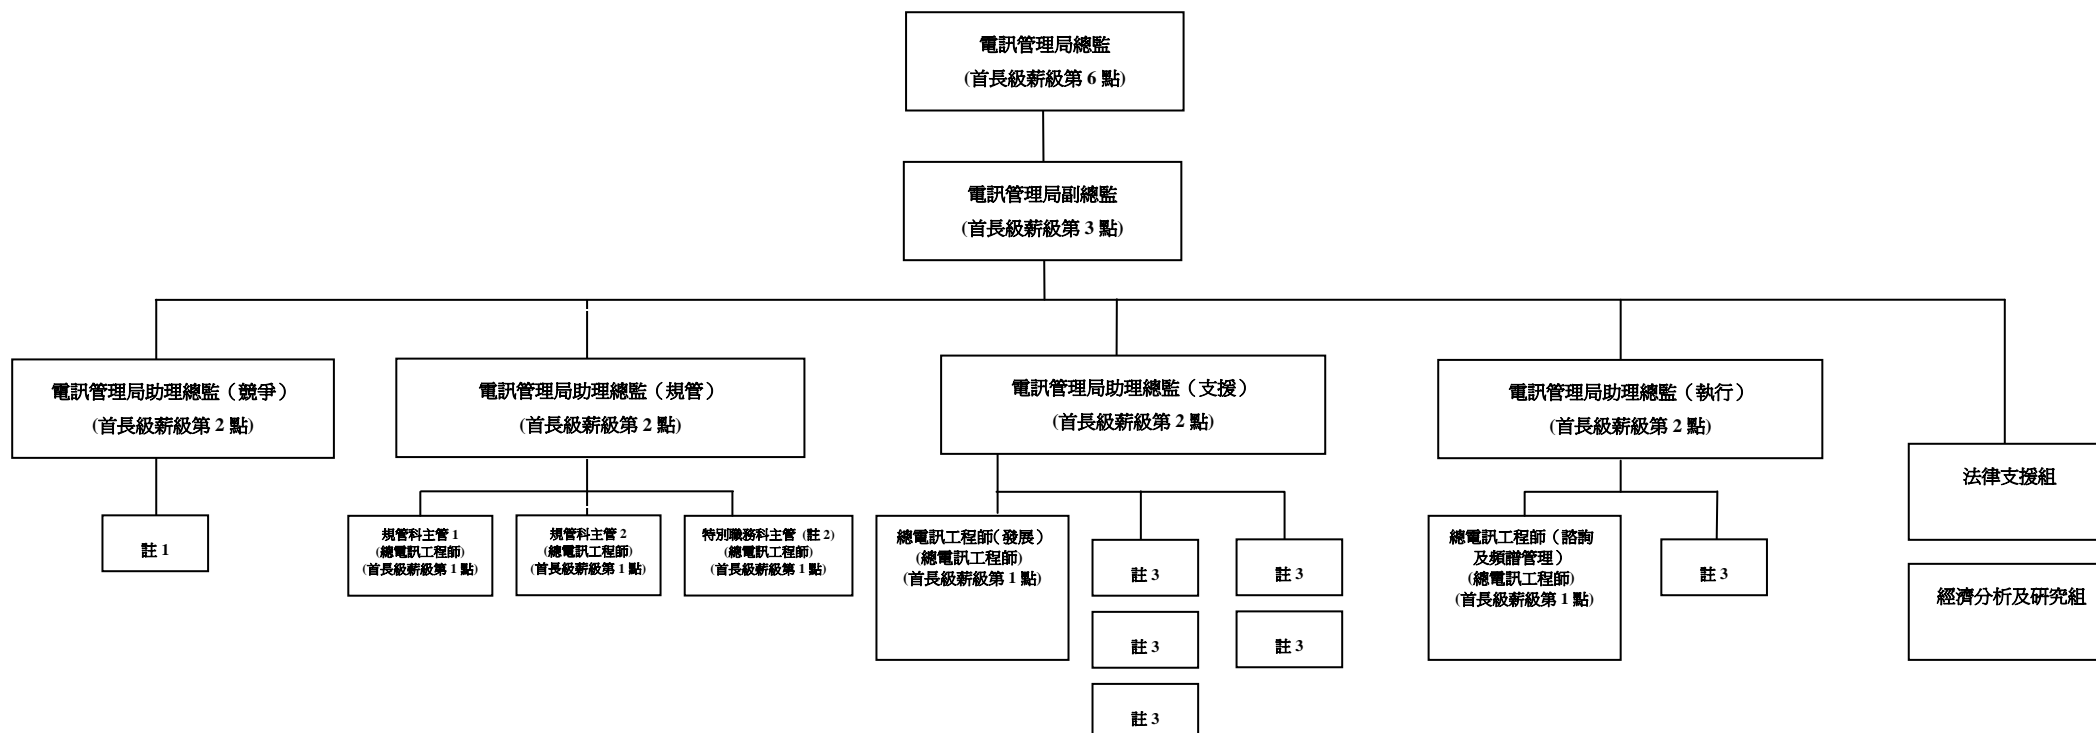 電訊管理局總監
(首長級薪級第 6 點)
電訊管理局副總監
(首長級薪級第 3 點)
電訊管理局助理總監（競爭）
(首長級薪級第 2 點)
電訊管理局助理總監（規管）
(首長級薪級第 2 點)
電訊管理局助理總監（支援）
(首長級薪級第 2 點)
電訊管理局助理總監（執行）
(首長級薪級第 2 點)
法律支援組
經濟分析及研究組
註 1
規管科主管 1
(總電訊工程師)
(首長級薪級第 1 點)
規管科主管 2
(總電訊工程師)
(首長級薪級第 1 點)
特別職務科主管 (註 2)
(總電訊工程師)
(首長級薪級第 1 點)
總電訊工程師（發展）
(總電訊工程師)
(首長級薪級第 1 點)
註 3
註 3
註 3
註 3
註 3
總電訊工程師（諮詢
及頻譜管理）
(總電訊工程師)
(首長級薪級第 1 點)
註 3